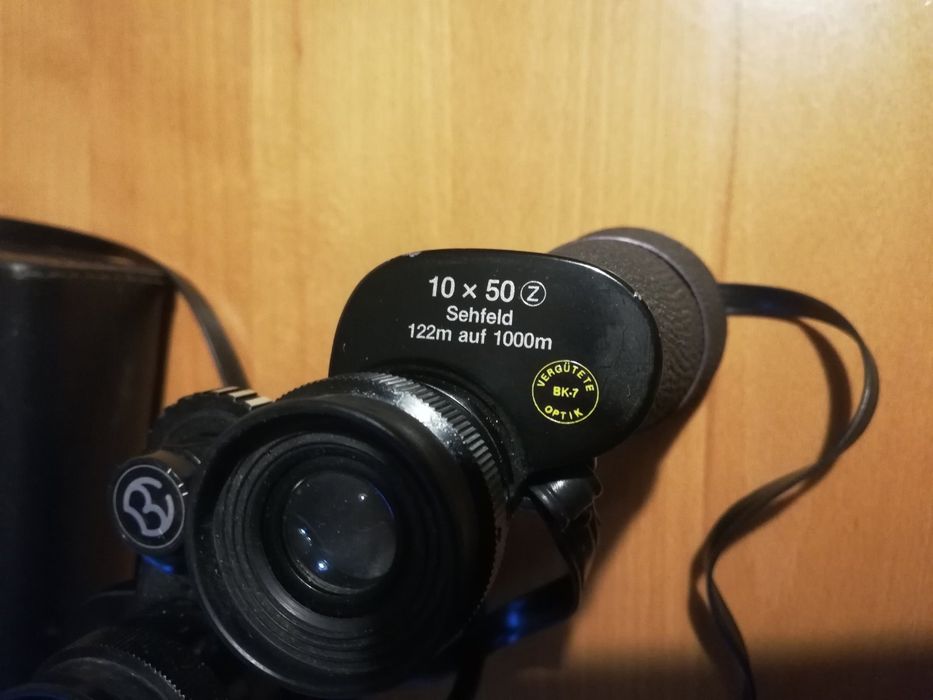 10 × 50 Ⓩ
Sehfeld
122m auf 1000m
VERGÜTETE
BK-7
OPTIK